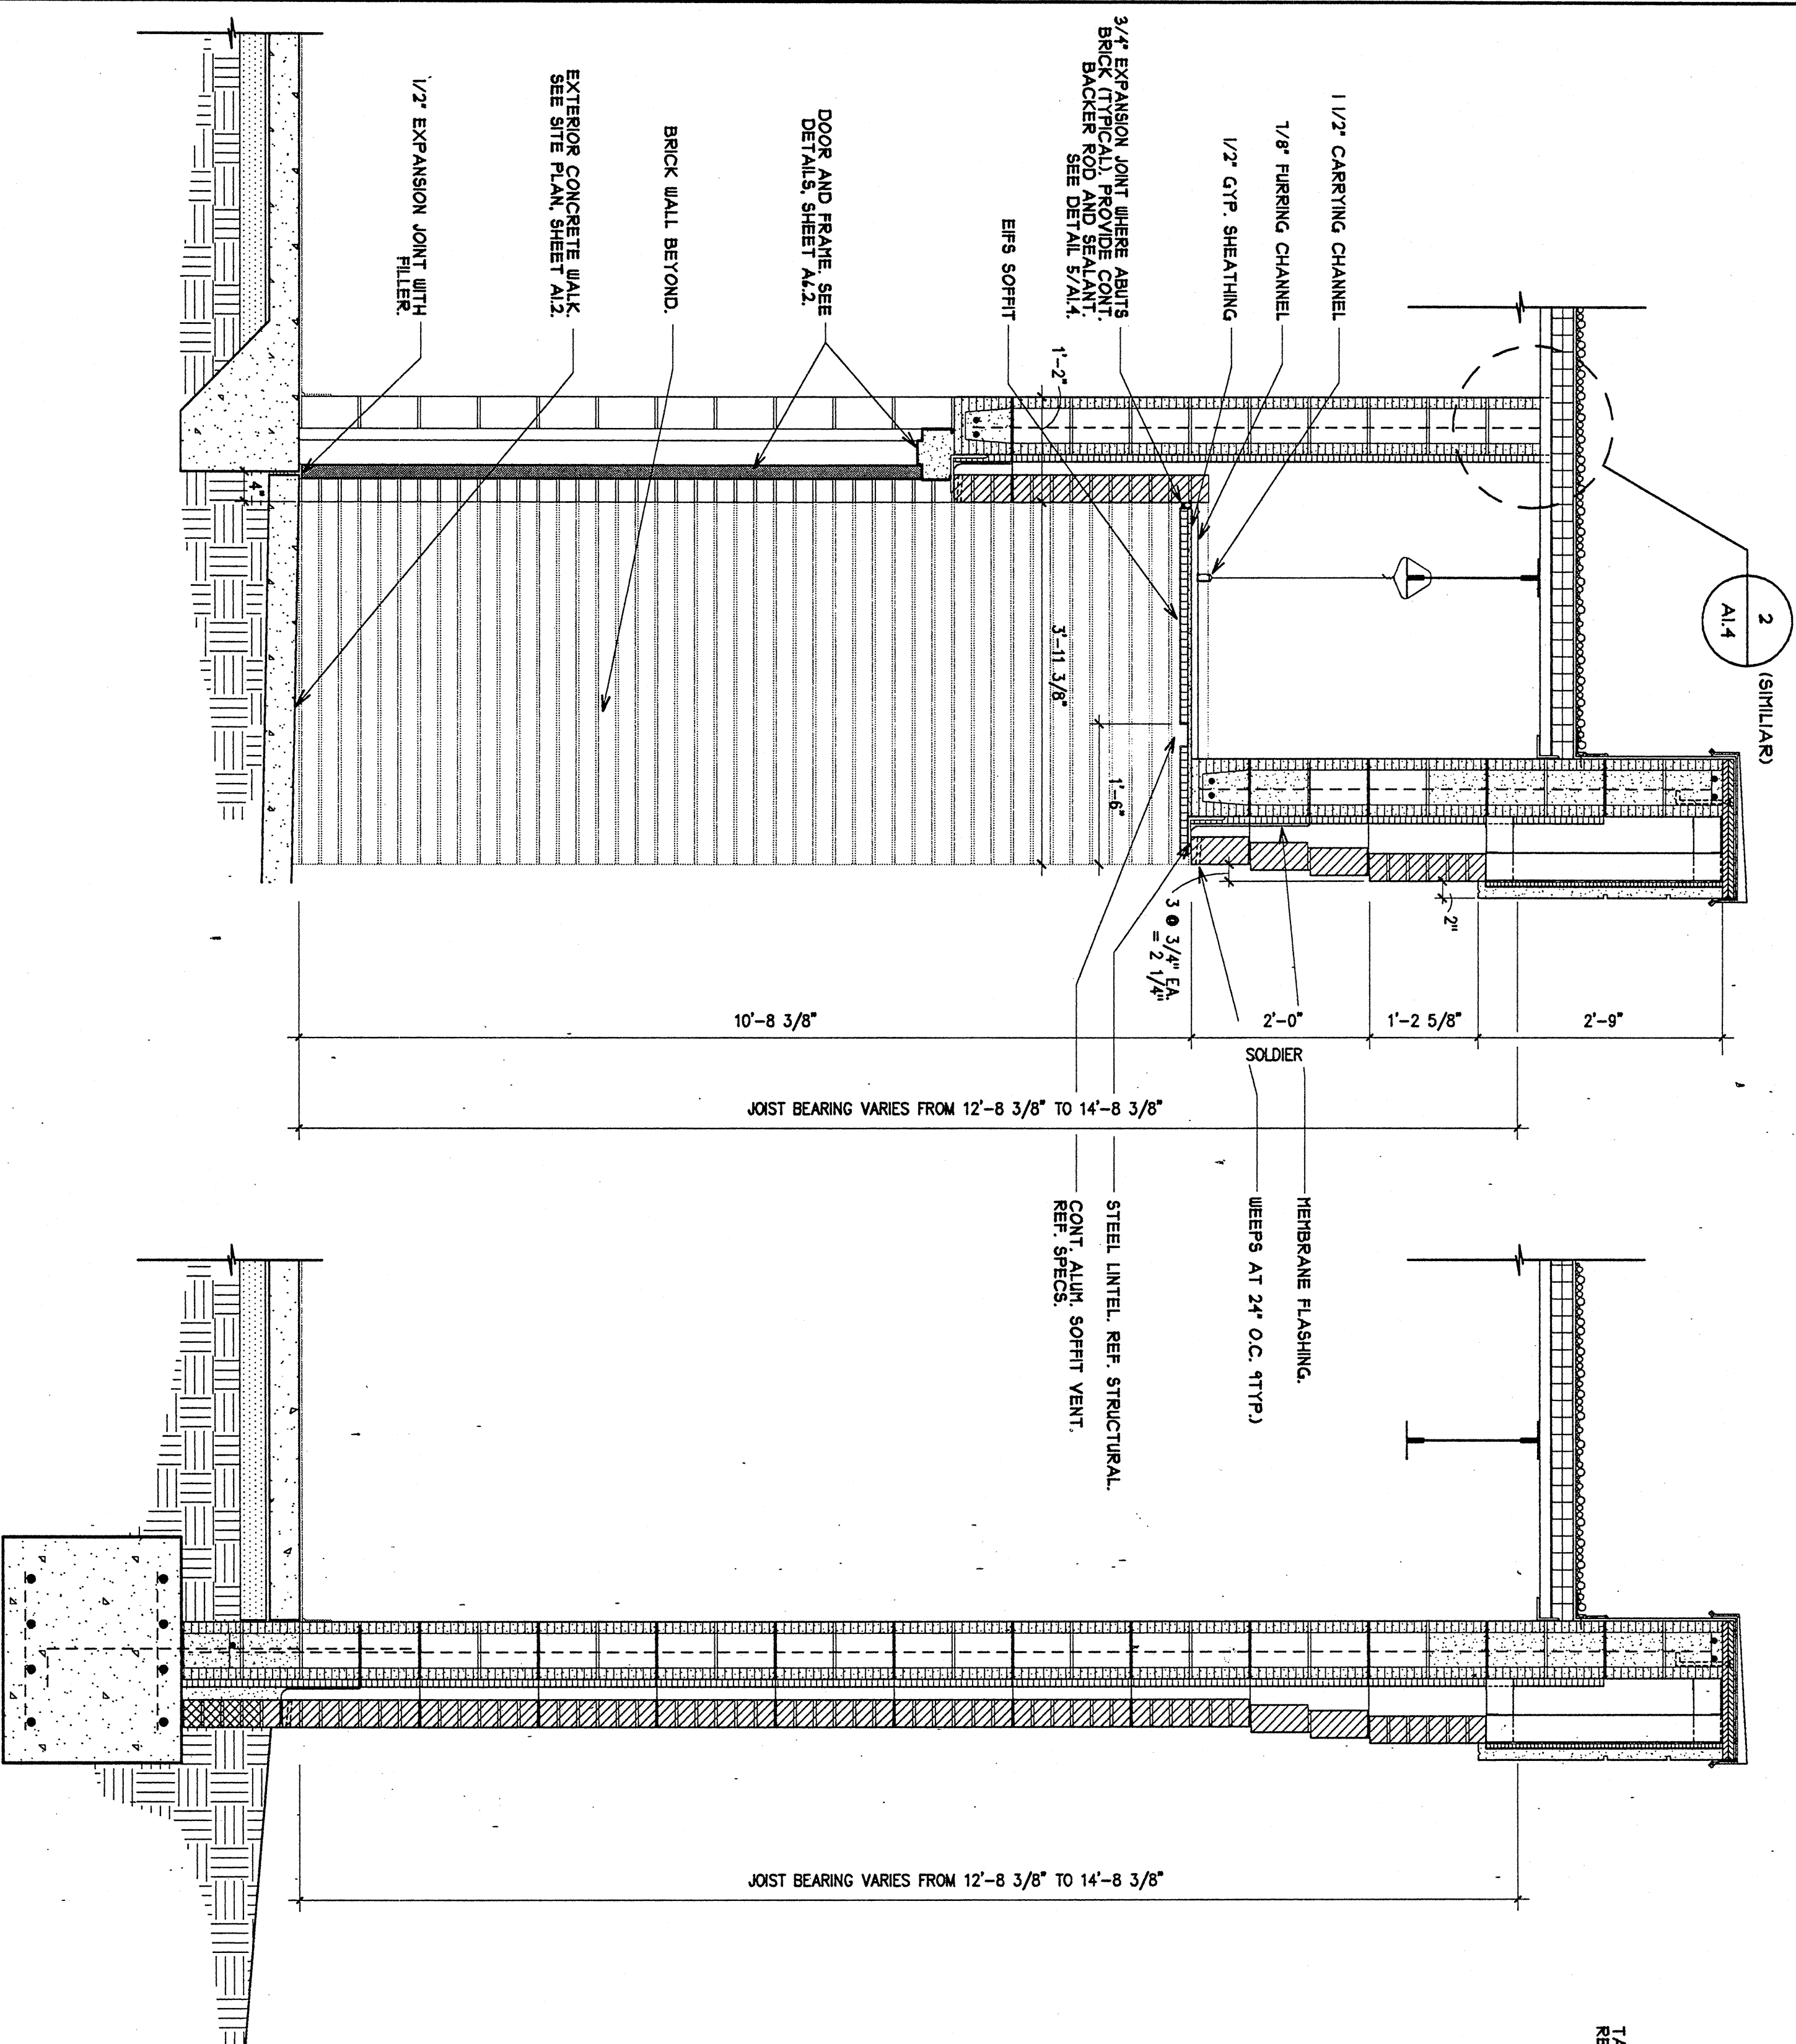 2
A1.4
(SIMILIAR)
1 1/2" CARRYING CHANNEL
7/8" FURRING CHANNEL
1/2" GYP. SHEATHING
3/4" EXPANSION JOINT WHERE ABUTS
BRICK (TYPICAL). PROVIDE CONT.
BACKER ROD AND SEALANT.
SEE DETAIL 5/A1.4.
EIFS SOFFIT
DOOR AND FRAME. SEE
DETAILS, SHEET A6.2.
BRICK WALL BEYOND.
EXTERIOR CONCRETE WALK.
SEE SITE PLAN, SHEET A1.2.
1/2" EXPANSION JOINT WITH
FILLER.
1'-2"
3'-11 3/8"
1'-6"
4"
2"
3 @ 3/4" EA.
= 2 1/4"
2'-9"
1'-2 5/8"
2'-0"
SOLDIER
10'-8 3/8"
JOIST BEARING VARIES FROM 12'-8 3/8" TO 14'-8 3/8"
MEMBRANE FLASHING.
WEEPS AT 24" O.C. 9TYP.)
STEEL LINTEL. REF. STRUCTURAL.
CONT. ALUM. SOFFIT VENT.
REF. SPECS.
JOIST BEARING VARIES FROM 12'-8 3/8" TO 14'-8 3/8"